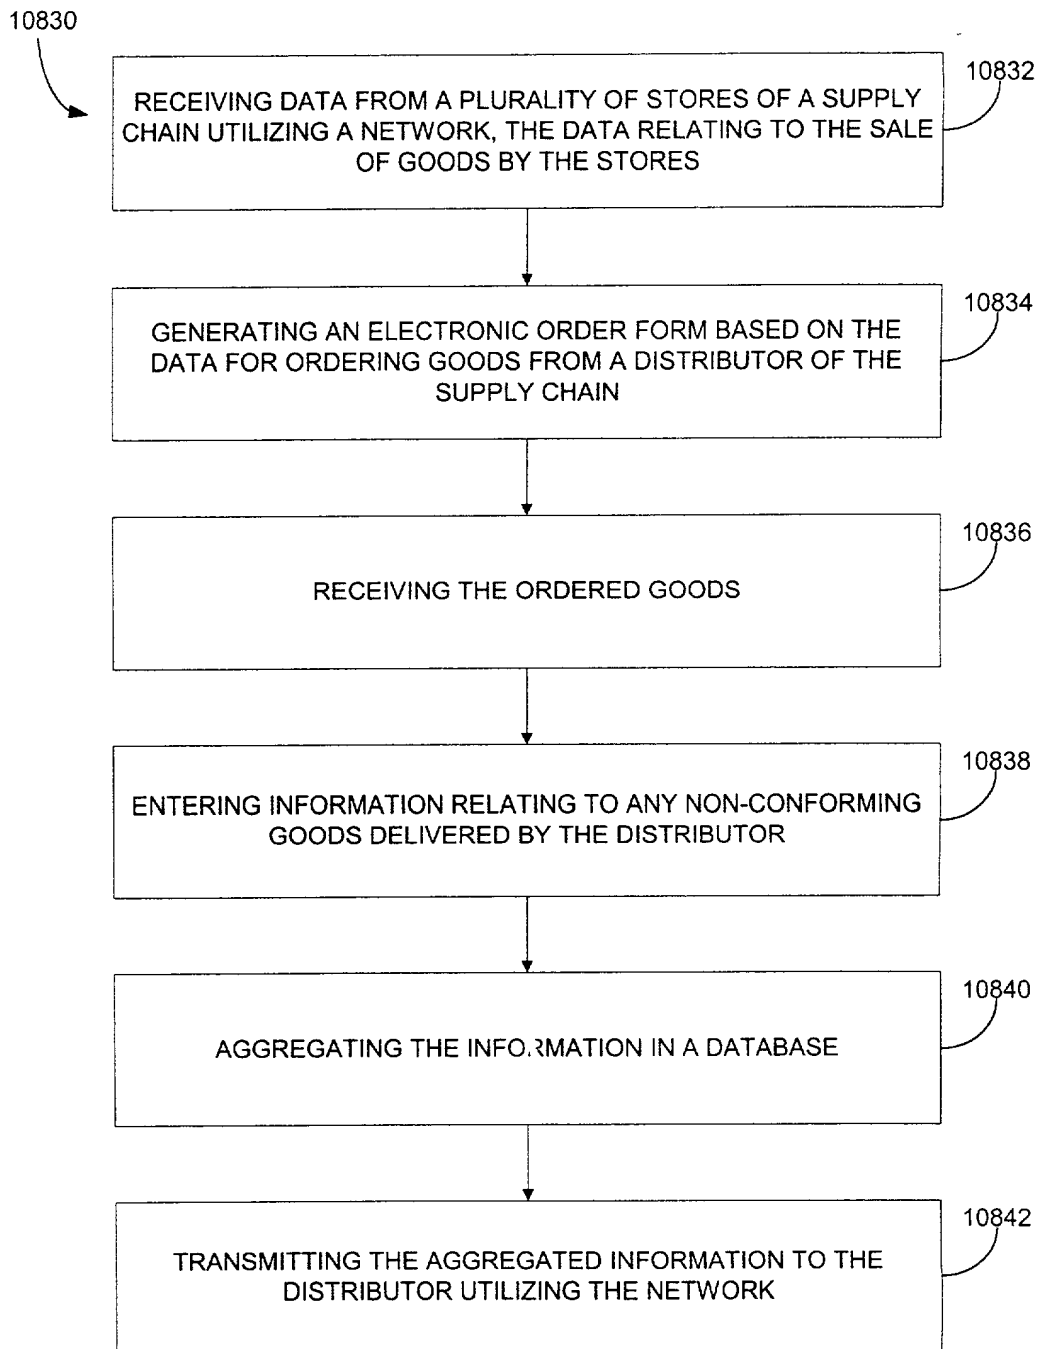 10830
10832
RECEIVING DATA FROM A PLURALITY OF STORES OF A SUPPLY
CHAIN UTILIZING A NETWORK, THE DATA RELATING TO THE SALE
OF GOODS BY THE STORES
10834
GENERATING AN ELECTRONIC ORDER FORM BASED ON THE
DATA FOR ORDERING GOODS FROM A DISTRIBUTOR OF THE
SUPPLY CHAIN
10836
RECEIVING THE ORDERED GOODS
10838
ENTERING INFORMATION RELATING TO ANY NON-CONFORMING
GOODS DELIVERED BY THE DISTRIBUTOR
10840
AGGREGATING THE INFORMATION IN A DATABASE
10842
TRANSMITTING THE AGGREGATED INFORMATION TO THE
DISTRIBUTOR UTILIZING THE NETWORK